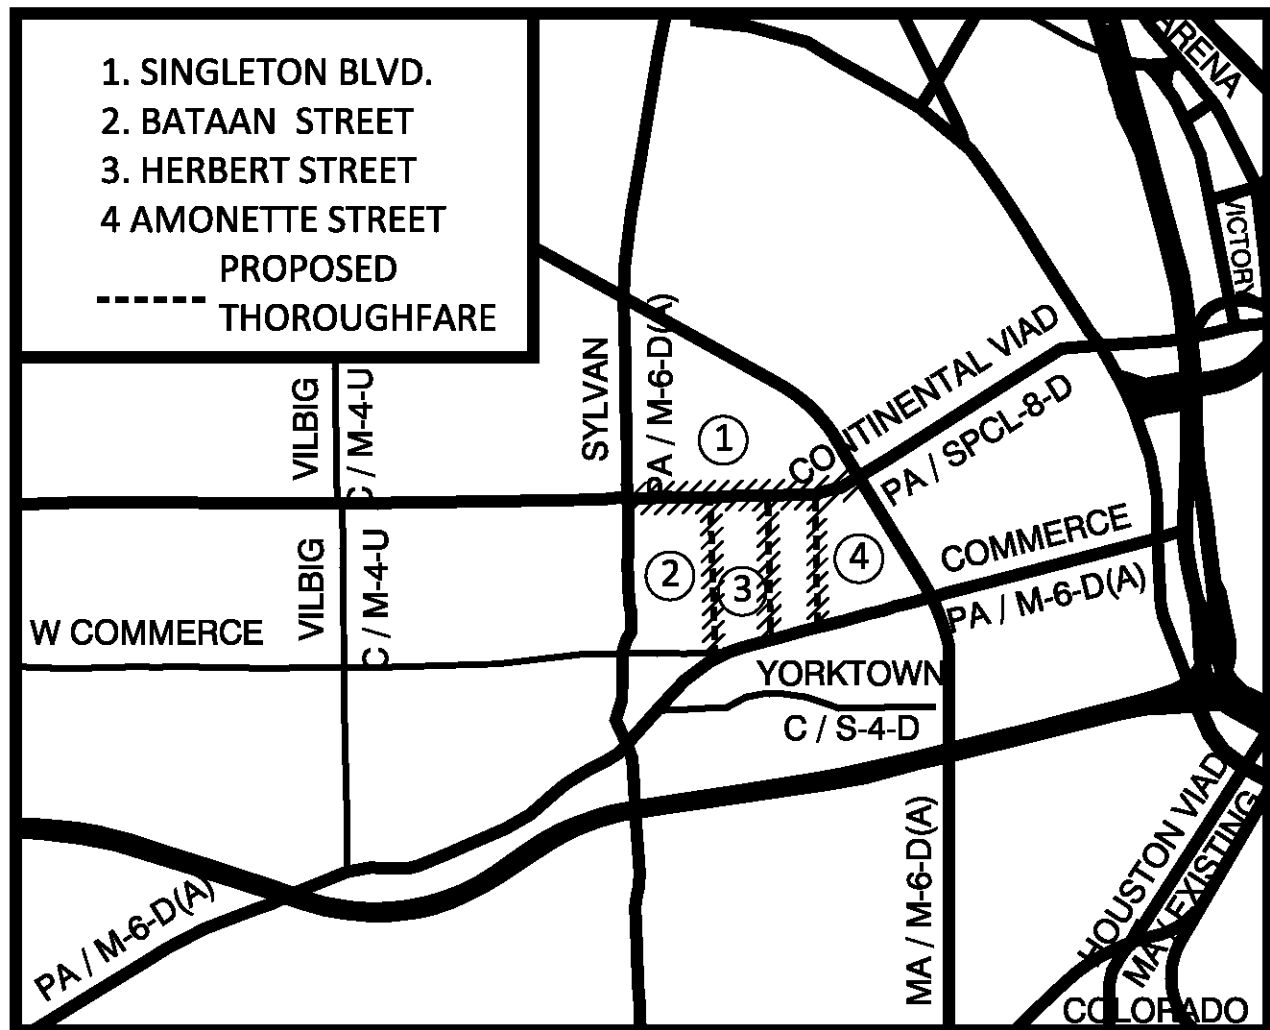 1. SINGLETON BLVD.
2. BATAAN STREET
3. HERBERT STREET
4 AMONETTE STREET
PROPOSED
THOROUGHFARE
ARENA
VICTORY
CONTINENTAL VIAD
PA / SPCL-8-D
SYLVAN
PA / M-6-D(A)
VILBIG
C / M-4-U
1
2
3
4
COMMERCE
PA / M-6-D(A)
VILBIG
C / M-4-U
W COMMERCE
YORKTOWN
C / S-4-D
MA / M-6-D(A)
PA / M-6-D(A)
HOUSTON VIAD
MA / EXISTING
COLORADO